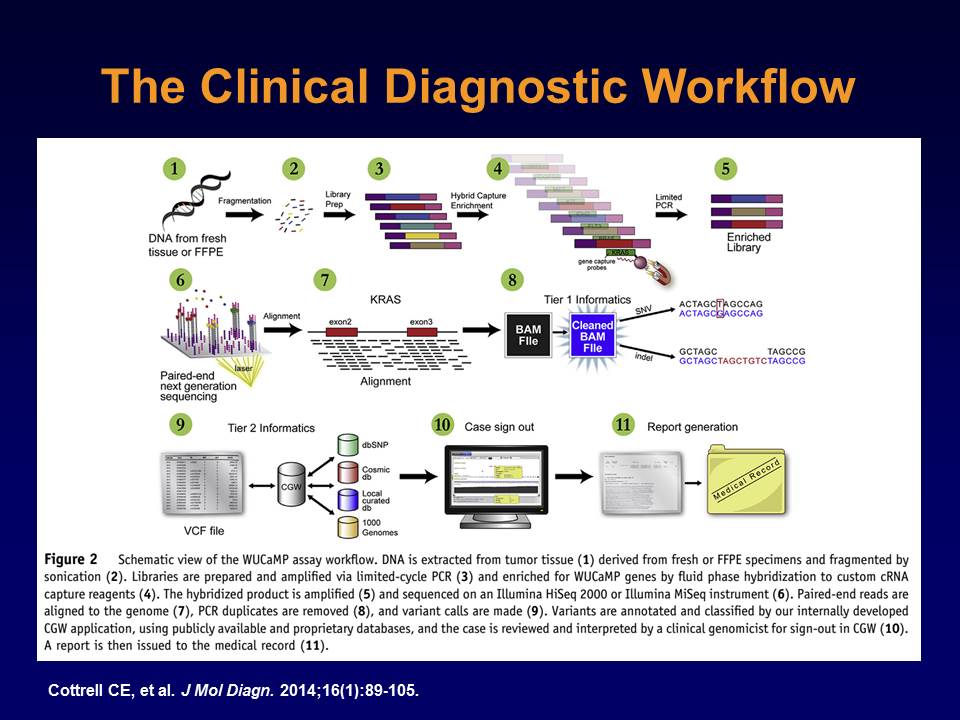 The Clinical Diagnostic Workflow
1
2
3
4
5
Fragmentation
Library
Prep
Hybrid Capture
Enrichment
Limited
PCR
DNA from fresh
tissue or FFPE
KRAS
gene capture
probes
Enriched
Library
6
7
8
Alignment
KRAS
exon2
exon3
Alignment
laser
Paired-end
next generation
sequencing
Tier 1 Informatics
BAM
FIle
Cleaned
BAM
FIle
SNV
indel
ACTAGCTAGCCAG
ACTAGCGAGCCAG
GCTAGC TAGCCG
GCTAGCTAGCTGTCTAGCCG
9
Tier 2 Informatics
10
Case sign out
11
Report generation
VCF file
CGW
dbSNP
Cosmic
db
Local
curated
db
1000
Genomes
Medical Record
Figure 2 Schematic view of the WUCaMP assay workflow. DNA is extracted from tumor tissue (1) derived from fresh or FFPE specimens and fragmented by
sonication (2). Libraries are prepared and amplified via limited-cycle PCR (3) and enriched for WUCaMP genes by fluid phase hybridization to custom cRNA
capture reagents (4). The hybridized product is amplified (5) and sequenced on an Illumina HiSeq 2000 or Illumina MiSeq instrument (6). Paired-end reads are
aligned to the genome (7), PCR duplicates are removed (8), and variant calls are made (9). Variants are annotated and classified by our internally developed
CGW application, using publicly available and proprietary databases, and the case is reviewed and interpreted by a clinical genomicist for sign-out in CGW (10).
A report is then issued to the medical record (11).
Cottrell CE, et al. J Mol Diagn. 2014;16(1):89-105.